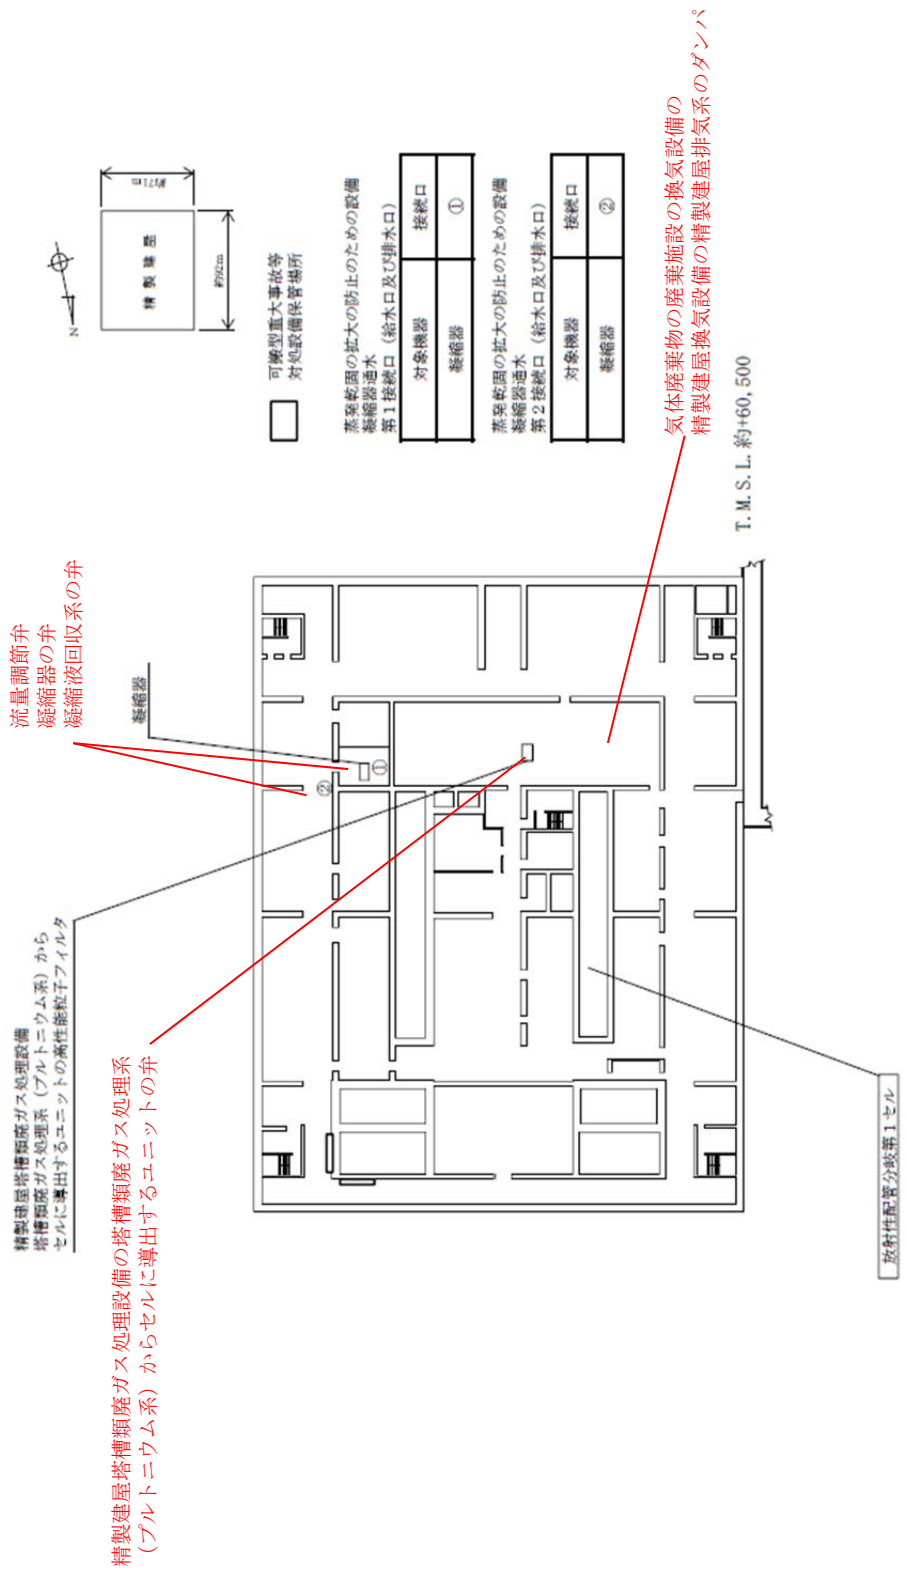 流量調節弁
凝縮器の弁
凝縮液回収系の弁
凝縮器
精製建屋塔槽類廃ガス処理設備
塔槽類廃ガス処理系（プルトニウム系）から
セルに導出するユニットの高性能粒子フィルタ
精製建屋塔槽類廃ガス処理設備の塔槽類廃ガス処理系
（プルトニウム系）からセルに導出するユニットの弁
①
②
放射性配管分岐第１セル
N
精製建屋
約92m
約71m
可搬型重大事故等
対処設備保管場所
蒸発乾固の拡大の防止のための設備
凝縮器通水
第１接続口（給水口及び排水口）
対象機器 接続口
凝縮器 ①
蒸発乾固の拡大の防止のための設備
凝縮器通水
第２接続口（給水口及び排水口）
対象機器 接続口
凝縮器 ②
気体廃棄物の廃棄施設の換気設備の
精製建屋換気設備の精製建屋排気系のダンパ
T.M.S.L.約+60,500